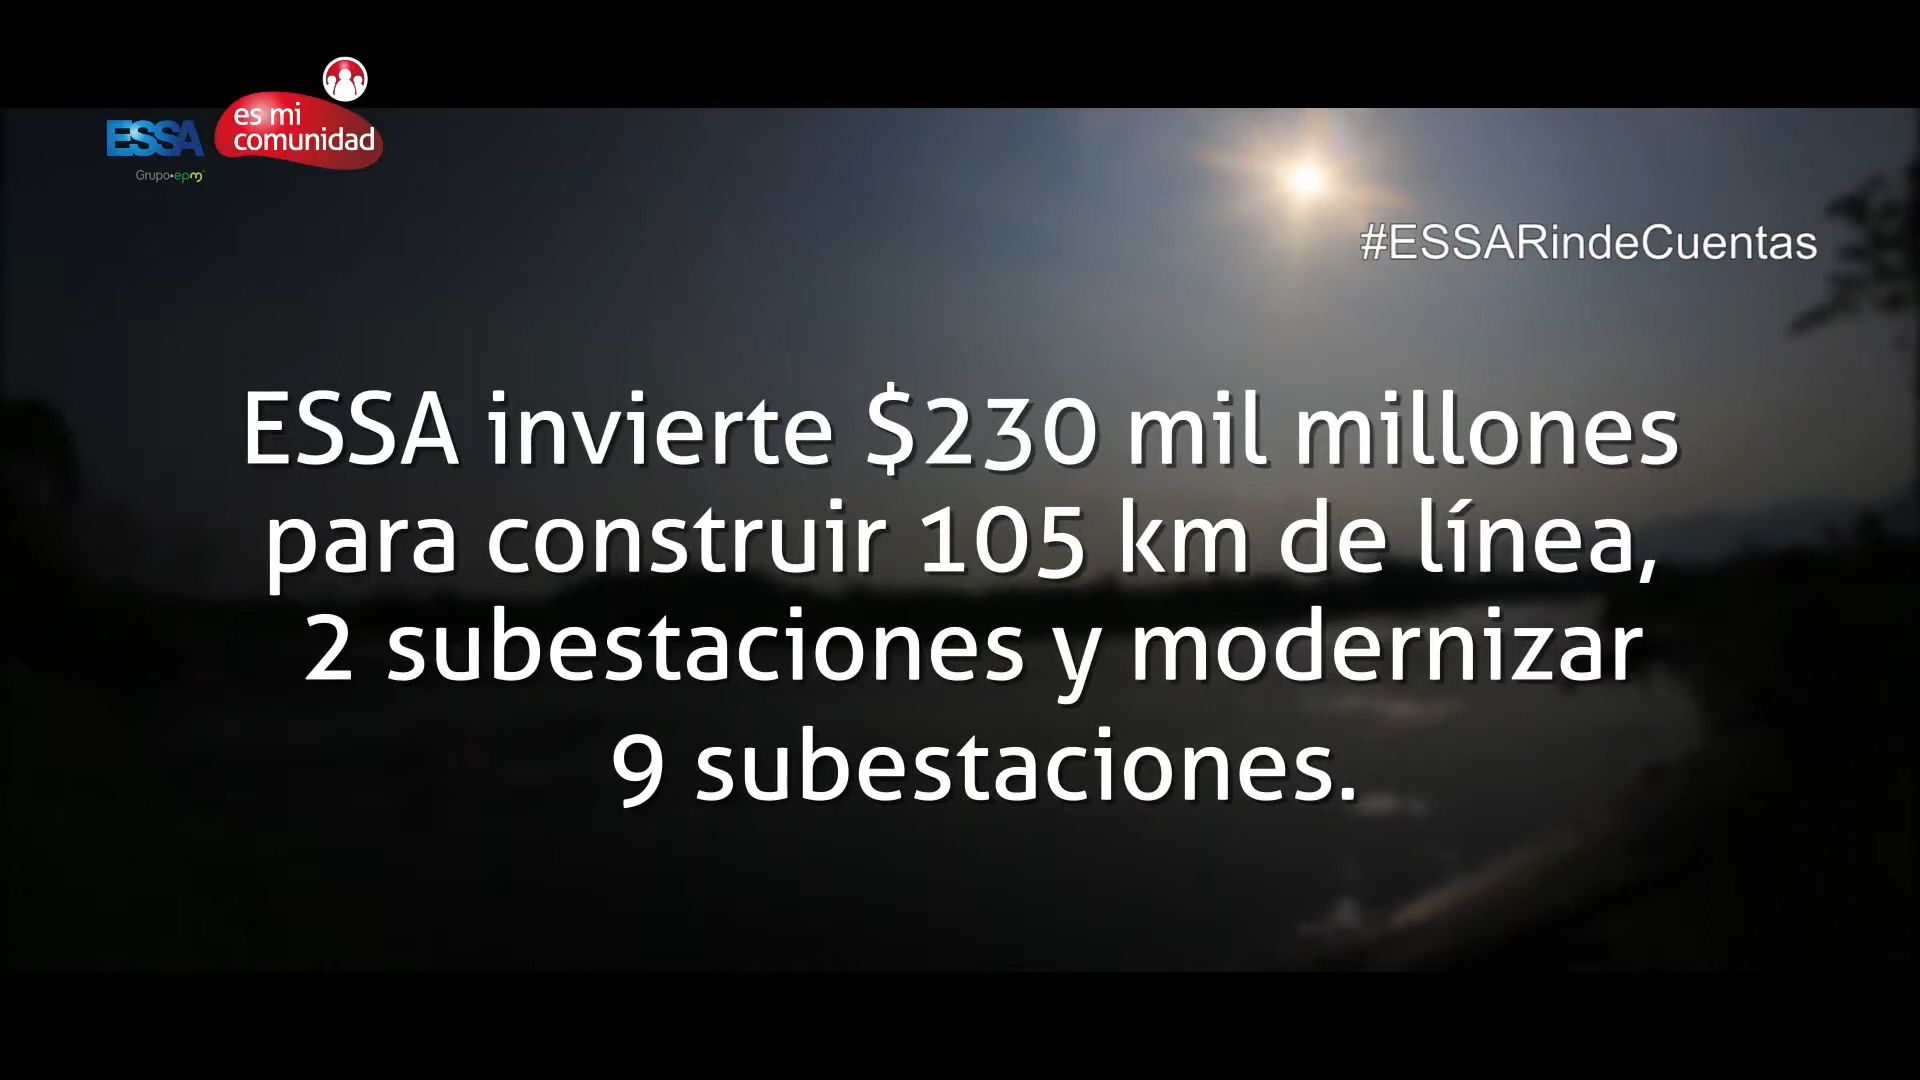 es mi
comunidad
ESSA
Grupo·epm
#ESSARindeCuentas
ESSA invierte $230 mil millones
para construir 105 km de línea,
2 subestaciones y modernizar
9 subestaciones.